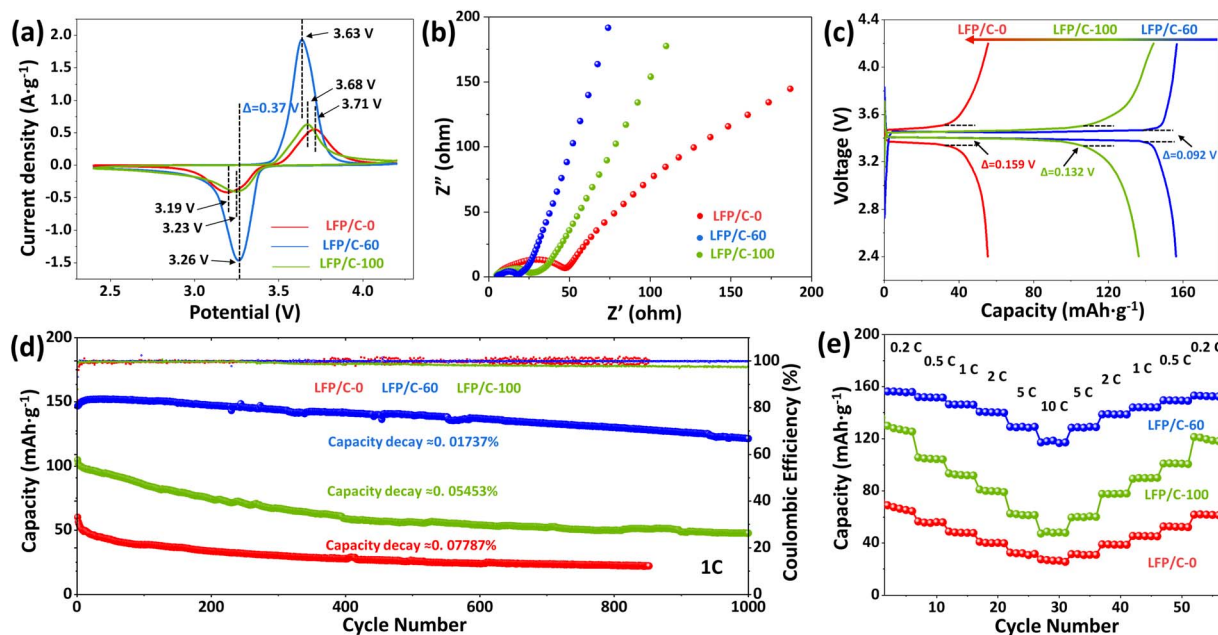 (a)
2.0
1.5
1.0
0.5
0.0
-0.5
-1.0
-1.5
2.5 3.0 3.5 4.0
Current density (A·g⁻¹)
Potential (V)
3.63 V
3.68 V
3.71 V
Δ=0.37 V
3.19 V
3.23 V
3.26 V
LFP/C-0
LFP/C-60
LFP/C-100
(b)
200
150
100
50
0
0 50 100 150 200
Z'' (ohm)
Z' (ohm)
LFP/C-0
LFP/C-60
LFP/C-100
(c)
4.4
3.8
3.2
2.4
0 40 80 120 160
Voltage (V)
Capacity (mAh·g⁻¹)
LFP/C-0 LFP/C-100 LFP/C-60
Δ=0.159 V
Δ=0.132 V
Δ=0.092 V
(d)
200
150
100
50
0
0 200 400 600 800 1000
Capacity (mAh·g⁻¹)
Cycle Number
100
80
60
40
20
0
Coulombic Efficiency (%)
LFP/C-0 LFP/C-60 LFP/C-100
Capacity decay ≈0. 01737%
Capacity decay ≈0. 05453%
Capacity decay ≈0. 07787%
1C
(e)
200
160
120
80
40
0
10 20 30 40 50
Capacity (mAh·g⁻¹)
Cycle Number
0.2 C
0.5 C
1 C
2 C
5 C
10 C
5 C
2 C
1 C
0.5 C
0.2 C
LFP/C-60
LFP/C-100
LFP/C-0